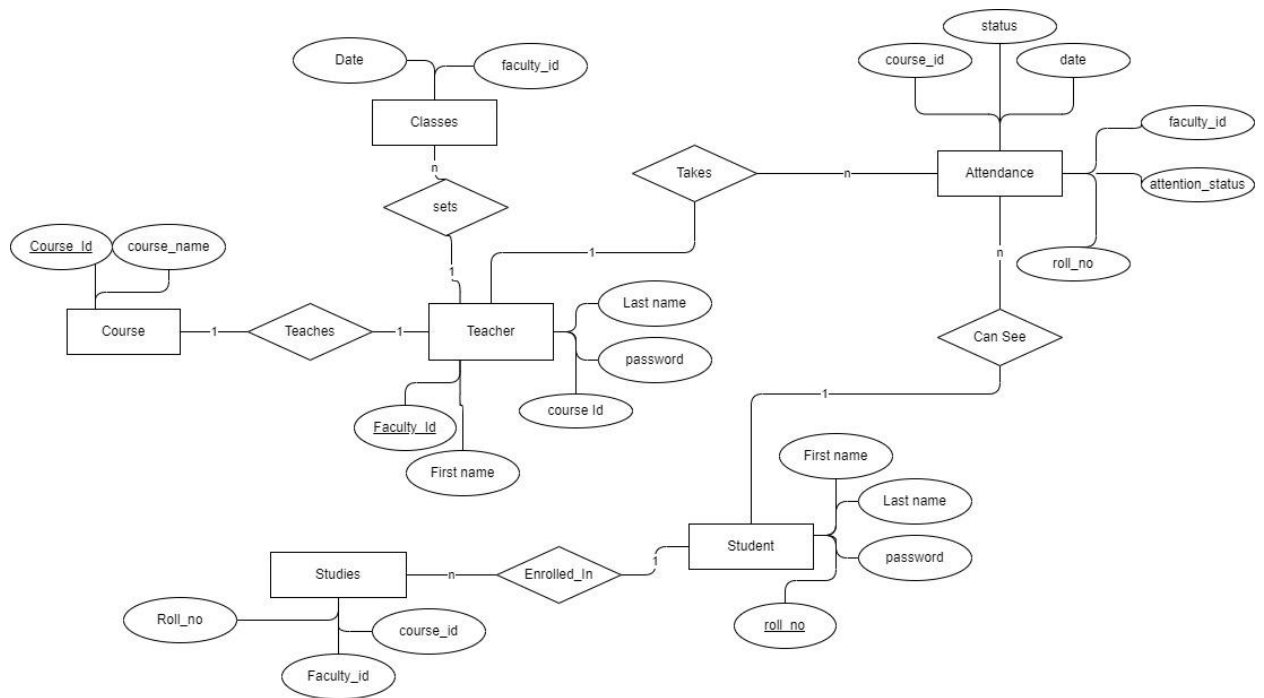 status
Date
faculty_id
course_id
date
Classes
faculty_id
Takes
n
Attendance
n
attention_status
sets
Course_Id
course_name
1
n
roll_no
1
Last name
Course
1
Teaches
1
Teacher
Can See
password
1
course Id
Faculty_Id
First name
First name
Last name
Student
password
1
Enrolled_In
n
Studies
Roll_no
course_id
roll_no
Faculty_id